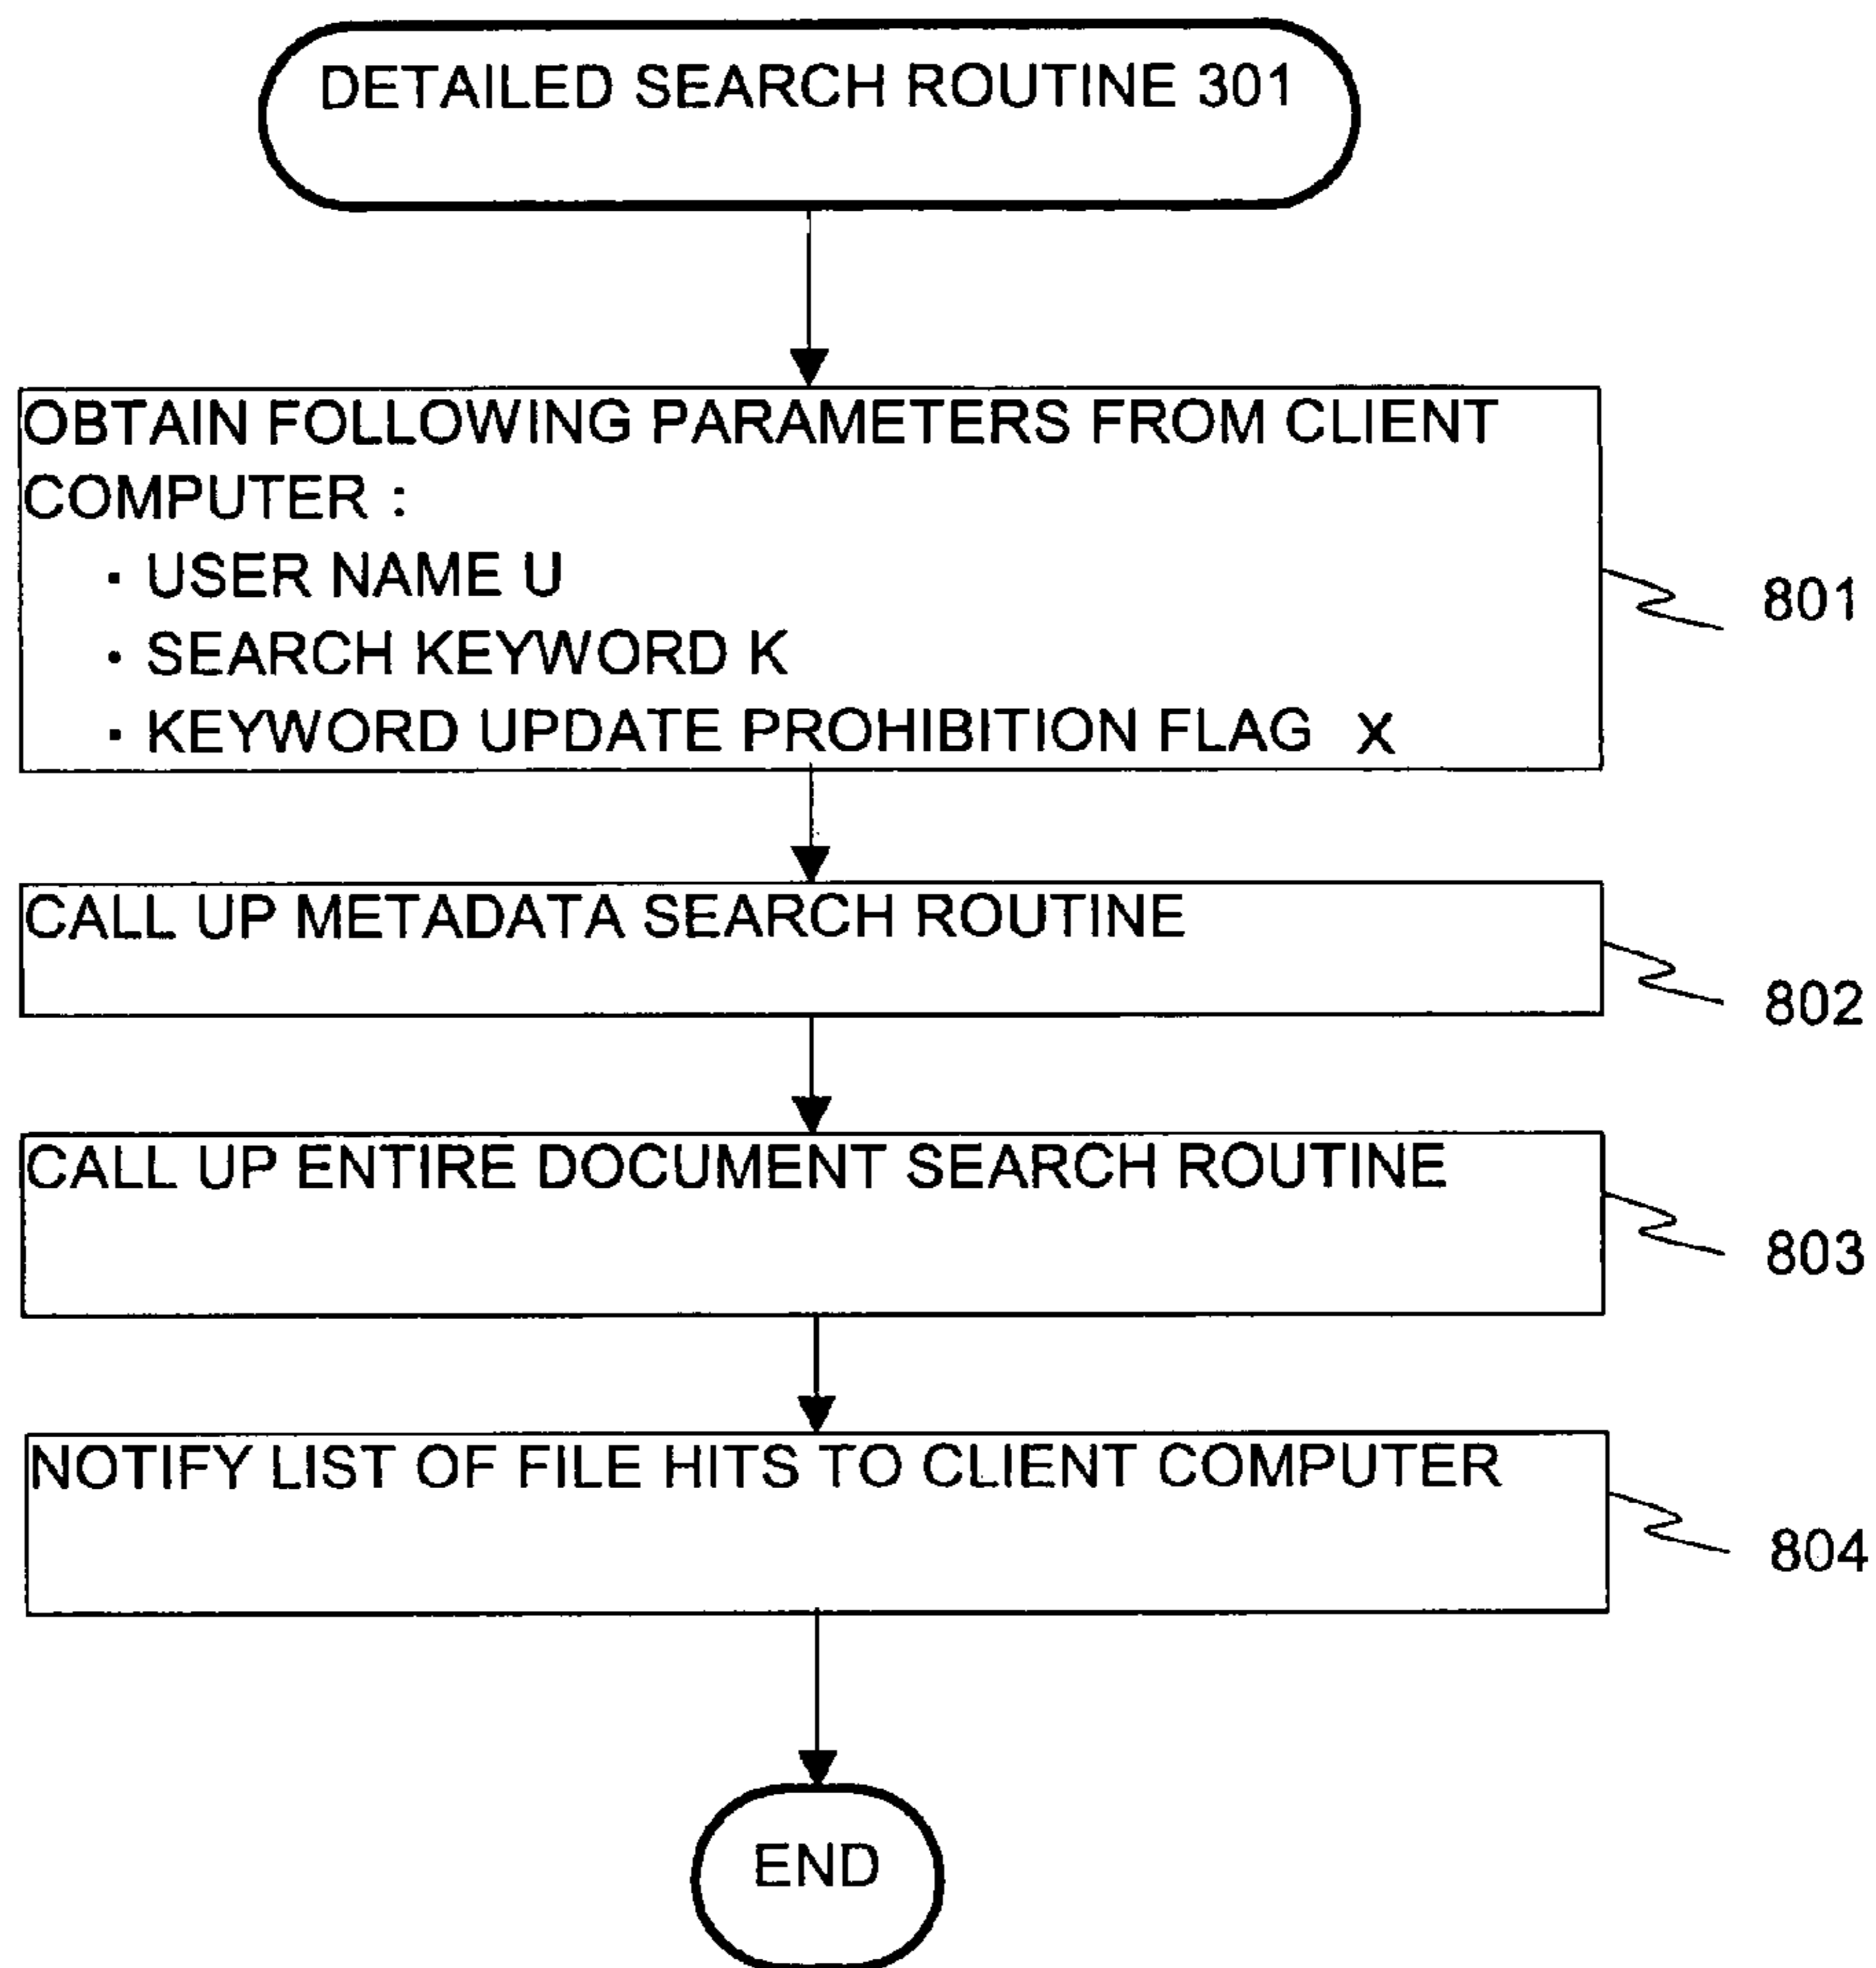 DETAILED SEARCH ROUTINE 301
OBTAIN FOLLOWING PARAMETERS FROM CLIENT
COMPUTER :
· USER NAME U
· SEARCH KEYWORD K
· KEYWORD UPDATE PROHIBITION FLAG X
801
CALL UP METADATA SEARCH ROUTINE
802
CALL UP ENTIRE DOCUMENT SEARCH ROUTINE
803
NOTIFY LIST OF FILE HITS TO CLIENT COMPUTER
804
END